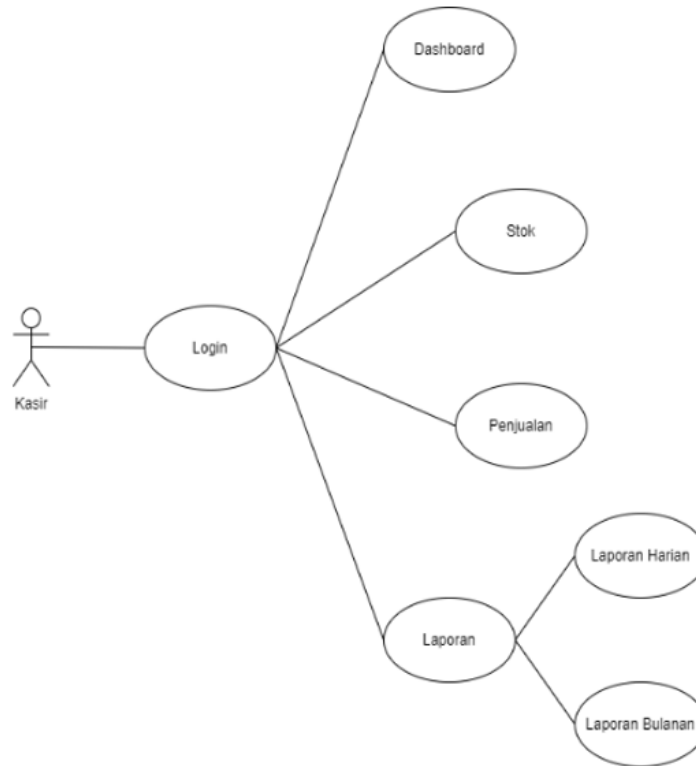 Dashboard
Stok
Login
Kasir
Penjualan
Laporan Harian
Laporan
Laporan Bulanan